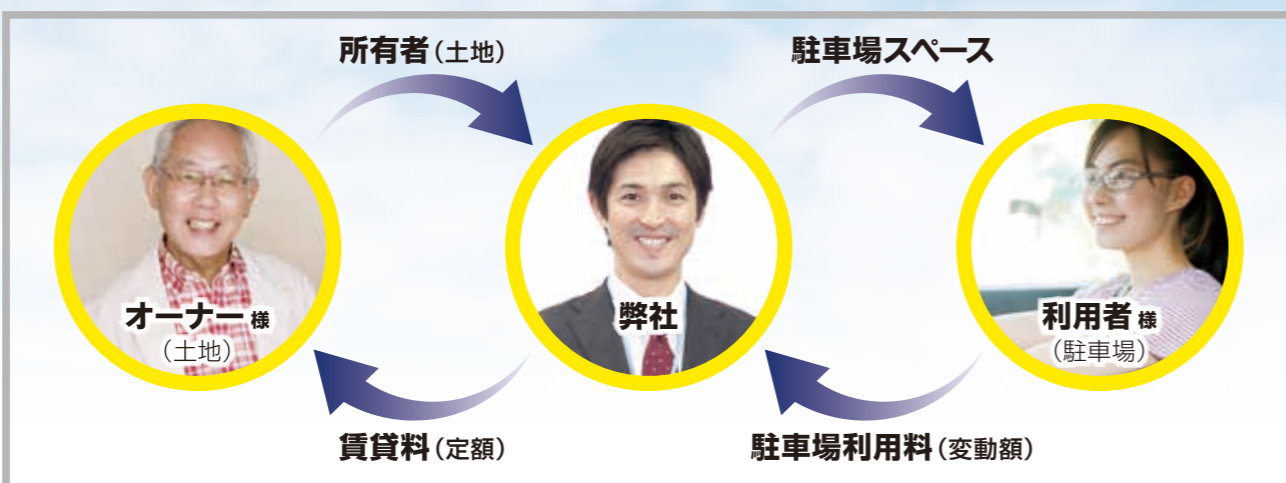 所有者(土地)
駐車場スペース
オーナー様
(土地)
弊社
利用者様
(駐車場)
賃貸料(定額)
駐車場利用料(変動額)